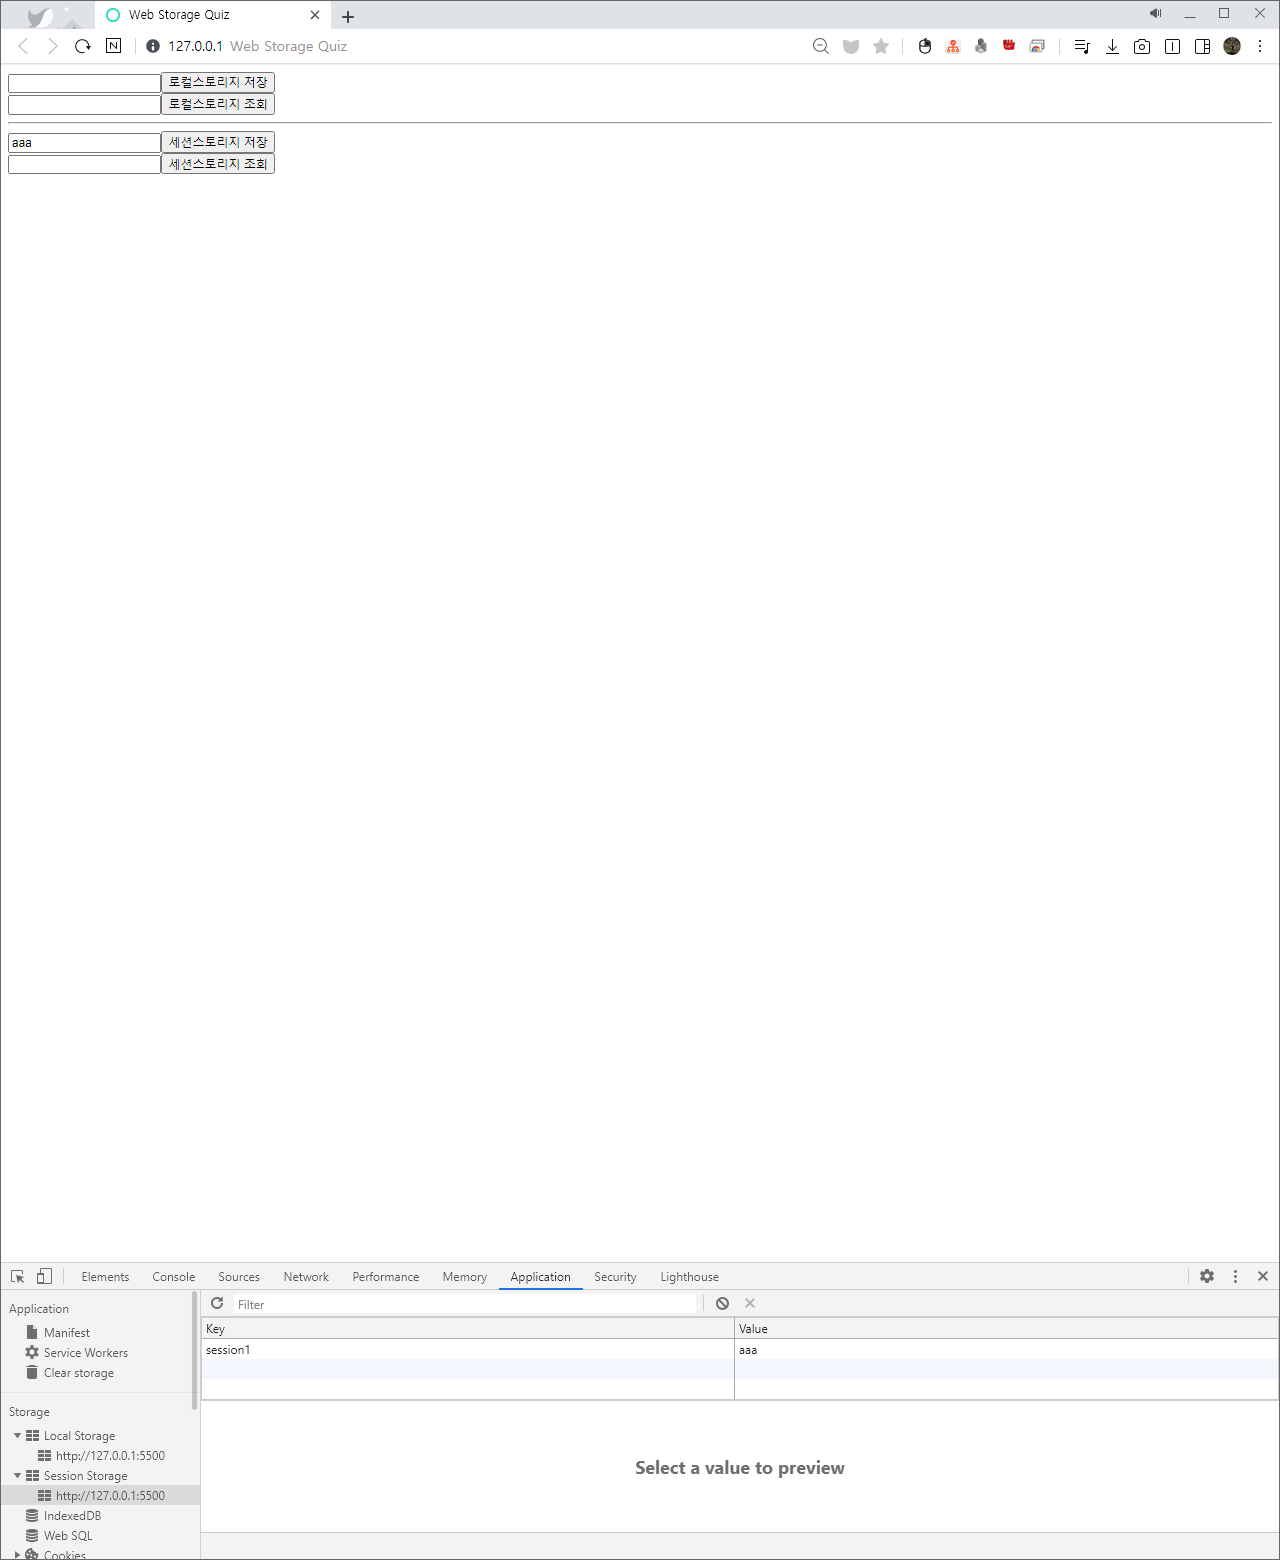 Web Storage Quiz
N 127.0.0.1 Web Storage Quiz
로컬스토리지 저장
로컬스토리지 조회
aaa 세션스토리지 저장
세션스토리지 조회
Elements Console Sources Network Performance Memory Application Security Lighthouse
Application
Manifest
Service Workers
Clear storage
Storage
Local Storage
http://127.0.0.1:5500
Session Storage
http://127.0.0.1:5500
IndexedDB
Web SQL
Cookies
Filter
Key Value
session1 aaa
Select a value to preview